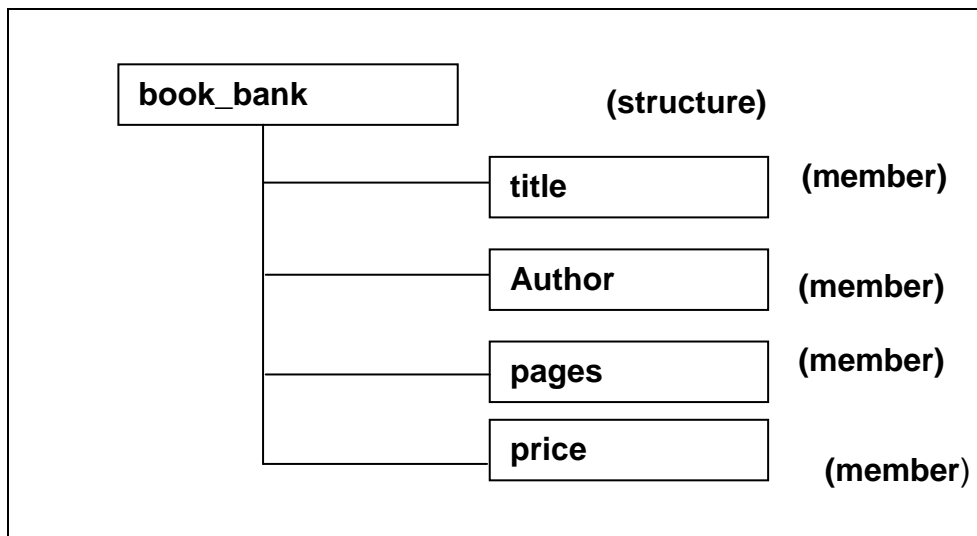 book_bank
(structure)
title
(member)
Author
(member)
pages
(member)
price
(member)